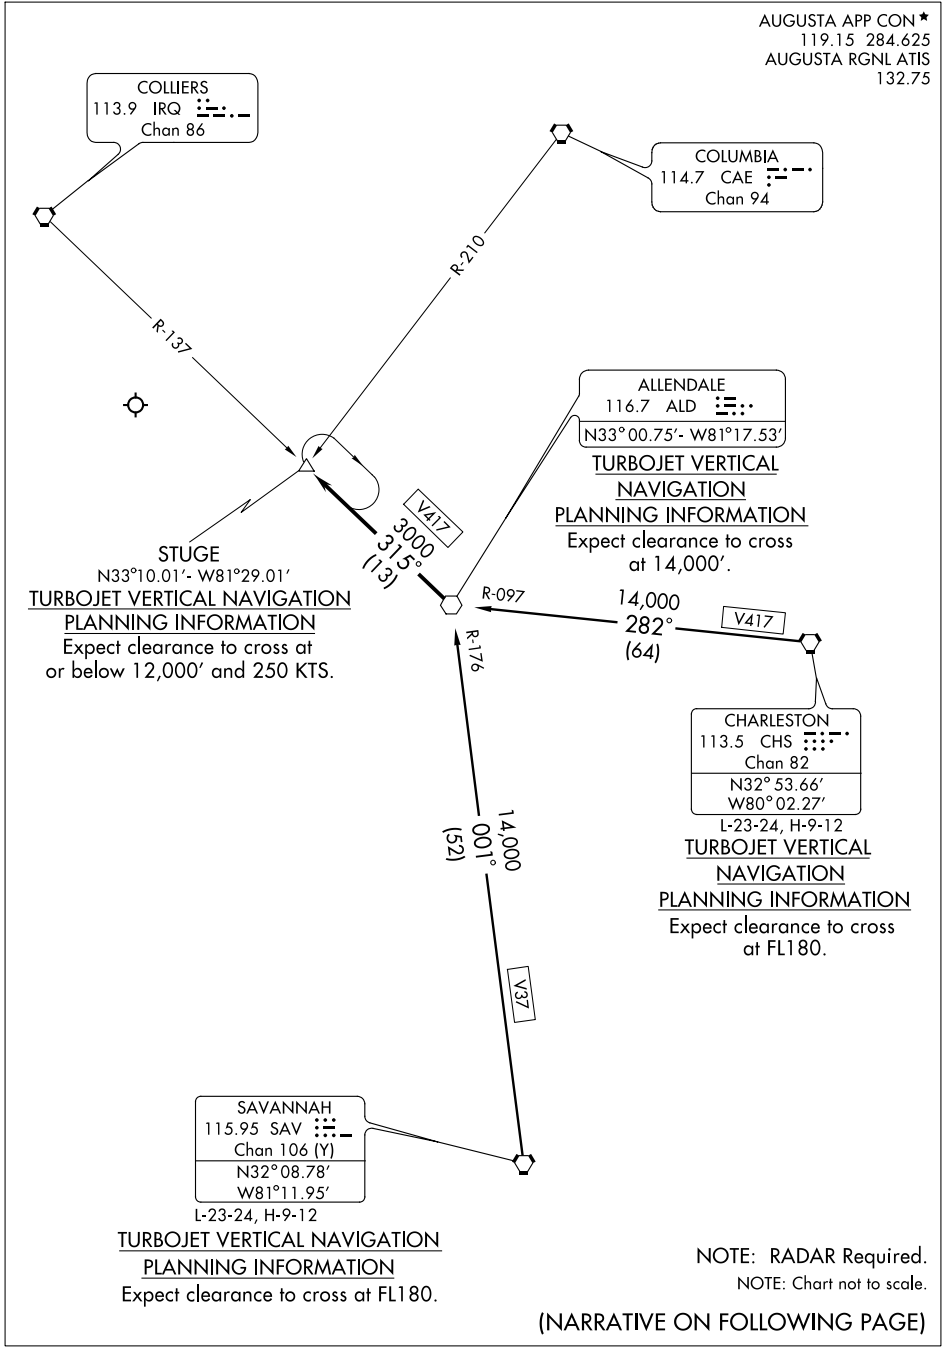 AUGUSTA APP CON ★
119.15 284.625
AUGUSTA RGNL ATIS
132.75
COLLIERS
113.9 IRQ
Chan 86
COLUMBIA
114.7 CAE
Chan 94
R-210
R-137
ALLENDALE
116.7 ALD
N33°00.75′- W81°17.53′
TURBOJET VERTICAL
NAVIGATION
PLANNING INFORMATION
Expect clearance to cross
at 14,000′.
V417
3000
315°
(13)
STUGE
N33°10.01′- W81°29.01′
TURBOJET VERTICAL NAVIGATION
PLANNING INFORMATION
Expect clearance to cross at
or below 12,000′ and 250 KTS.
R-097
14,000
282°
(64)
V417
R-176
CHARLESTON
113.5 CHS
Chan 82
N32°53.66′
W80°02.27′
L-23-24, H-9-12
TURBOJET VERTICAL
NAVIGATION
PLANNING INFORMATION
Expect clearance to cross
at FL180.
14,000
001°
(52)
V37
SAVANNAH
115.95 SAV
Chan 106 (Y)
N32°08.78′
W81°11.95′
L-23-24, H-9-12
TURBOJET VERTICAL NAVIGATION
PLANNING INFORMATION
Expect clearance to cross at FL180.
NOTE: RADAR Required.
NOTE: Chart not to scale.
(NARRATIVE ON FOLLOWING PAGE)